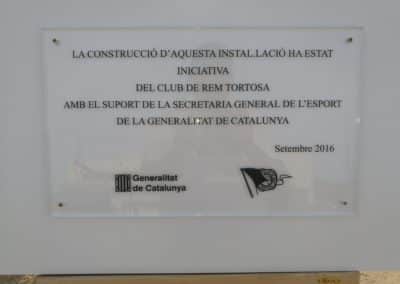 LA CONSTRUCCIÓ D'AQUESTA INSTAL.LACIÓ HA ESTAT
INICIATIVA
DEL CLUB DE REM TORTOSA
AMB EL SUPORT DE LA SECRETARIA GENERAL DE L'ESPORT
DE LA GENERALITAT DE CATALUNYA
Setembre 2016
Generalitat
de Catalunya